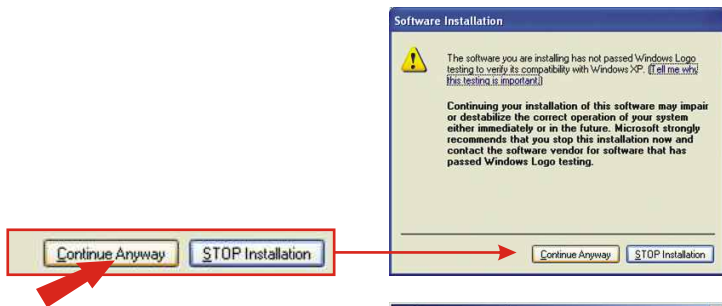 Software Installation
The software you are installing has not passed Windows Logo
testing to verify its compatibility with Windows XP. (Tell me why
this testing is important.)
Continuing your installation of this software may impair
or destabilize the correct operation of your system
either immediately or in the future. Microsoft strongly
recommends that you stop this installation now and
contact the software vendor for software that has
passed Windows Logo testing.
Continue Anyway STOP Installation
Continue Anyway STOP Installation